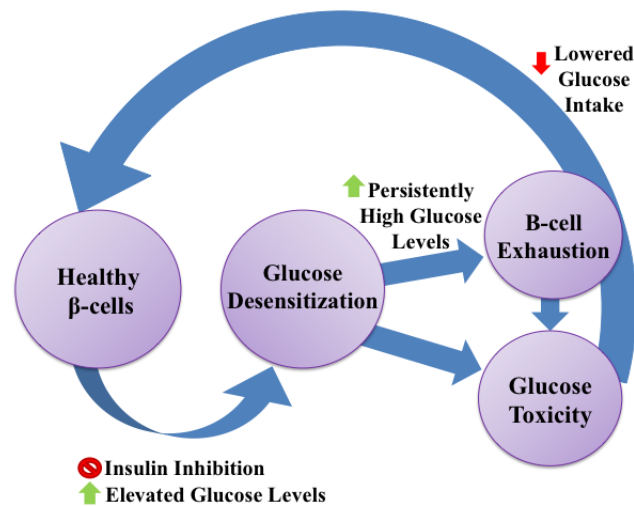 Lowered
Glucose
Intake
Persistently
High Glucose
Levels
B-cell
Exhaustion
Healthy
β-cells
Glucose
Desensitization
Glucose
Toxicity
Insulin Inhibition
Elevated Glucose Levels